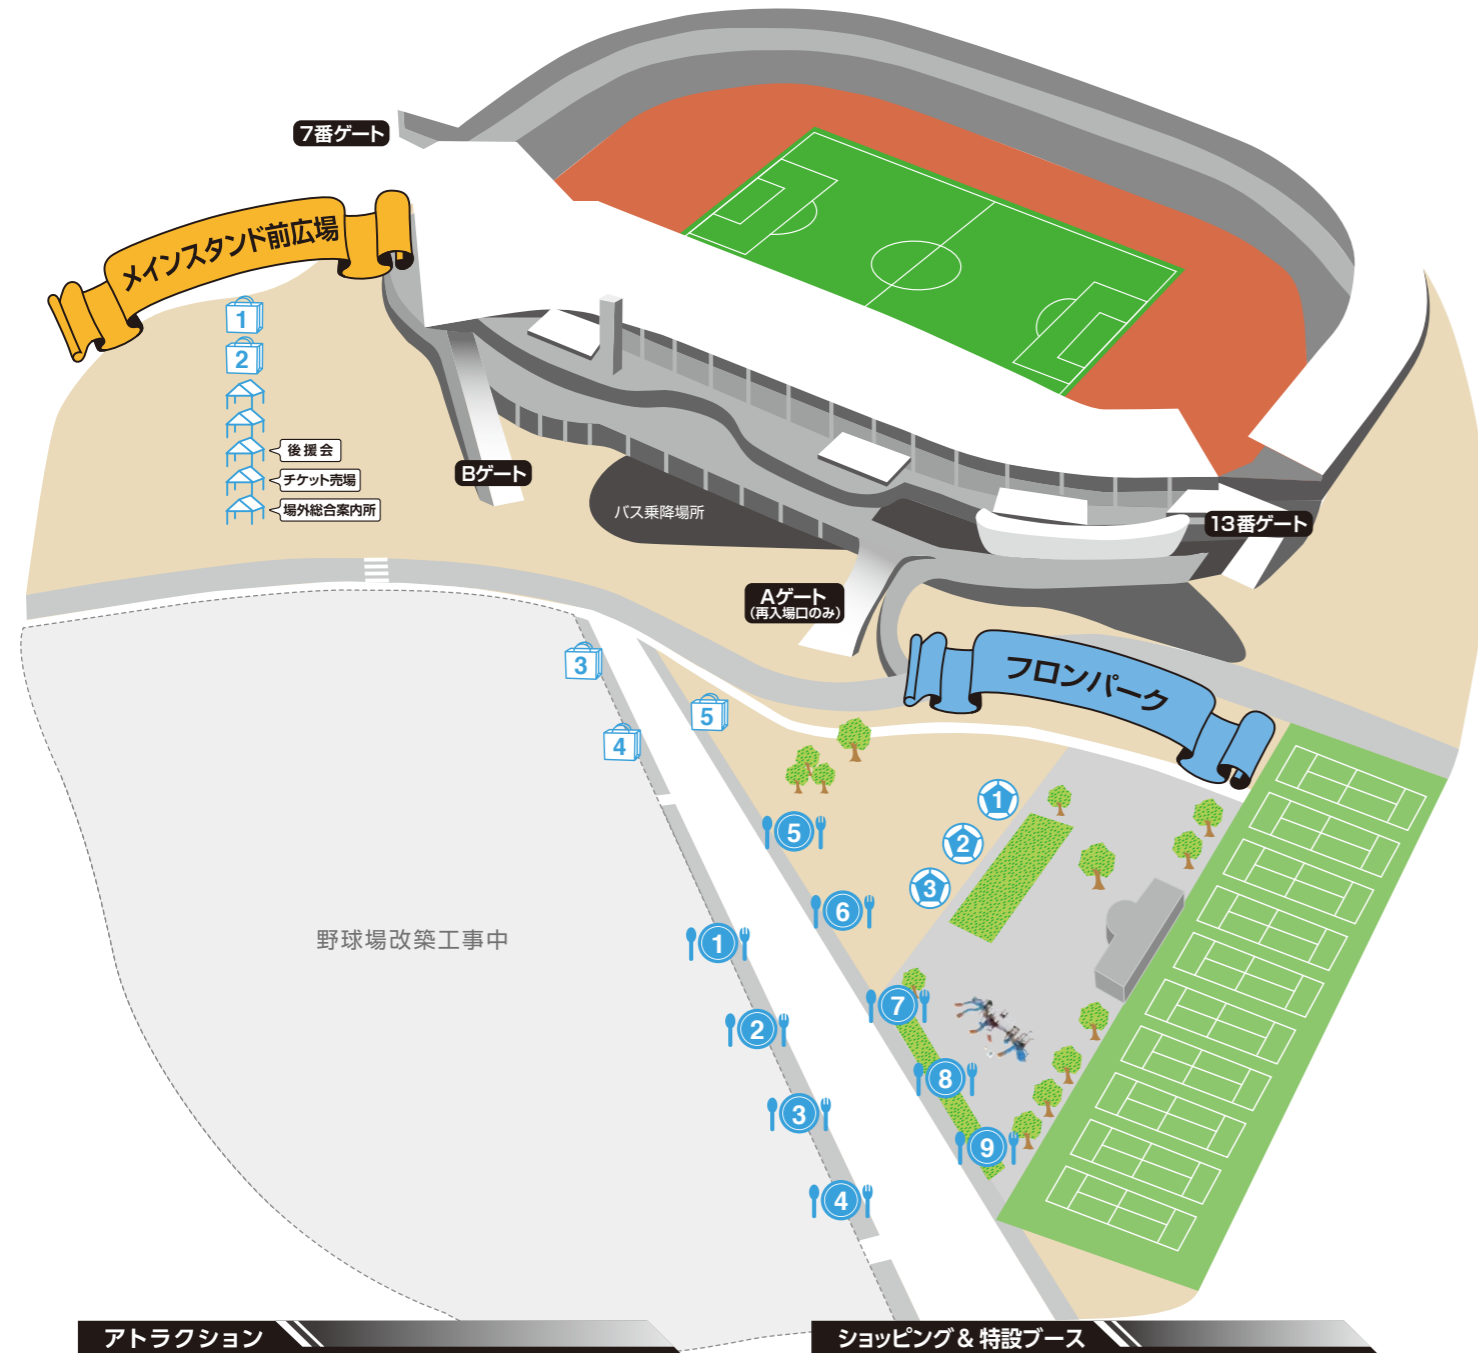 7番ゲート
メインスタンド前広場
1
2
後援会
チケット売場
場外総合案内所
Bゲート
バス乗降場所
13番ゲート
Aゲート
(再入場口のみ)
フロンパーク
3
4
5
1
2
3
5
6
1
7
2
8
3
9
4
野球場改築工事中
アトラクション
ショッピング & 特設ブース